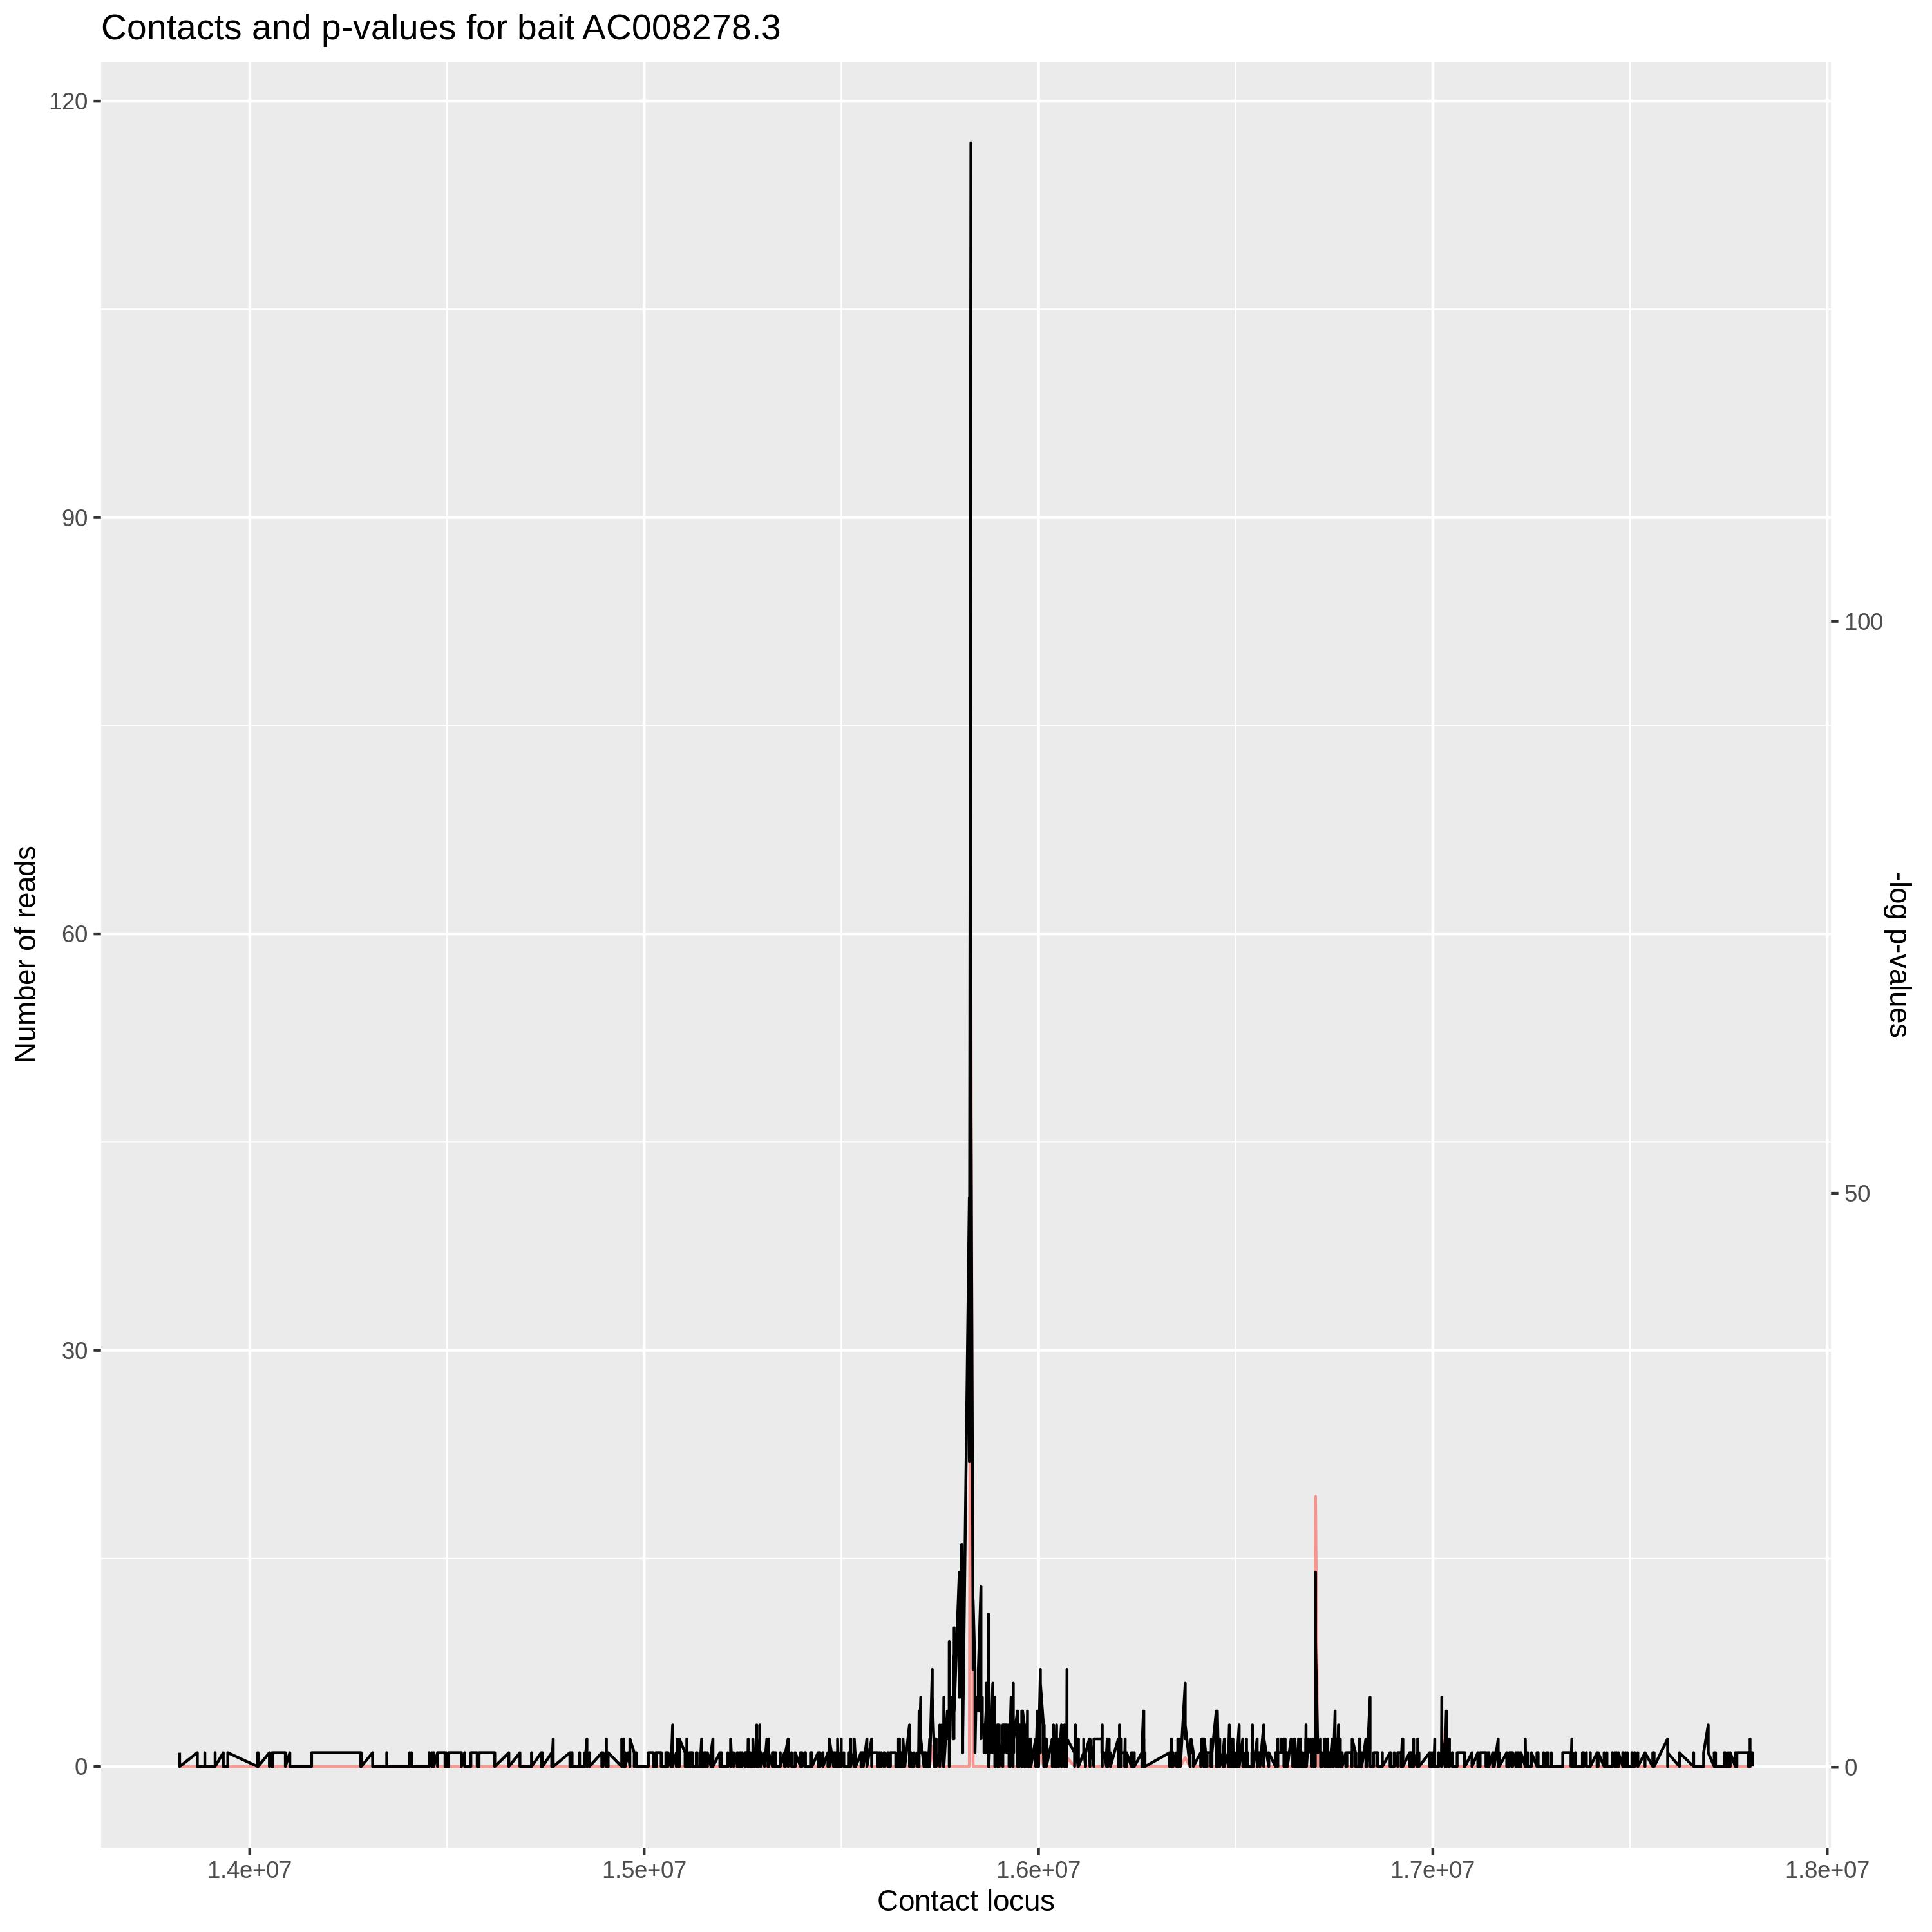 Contacts and p-values for bait AC008278.3
120
90
60
30
0
Number of reads
100
50
0
-log p-values
1.4e+07
1.5e+07
1.6e+07
1.7e+07
1.8e+07
Contact locus